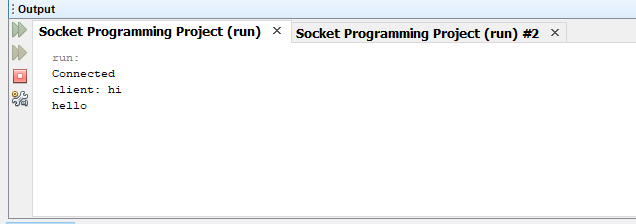 Output
Socket Programming Project (run) × Socket Programming Project (run) #2 ×
run:
Connected
client: hi
hello